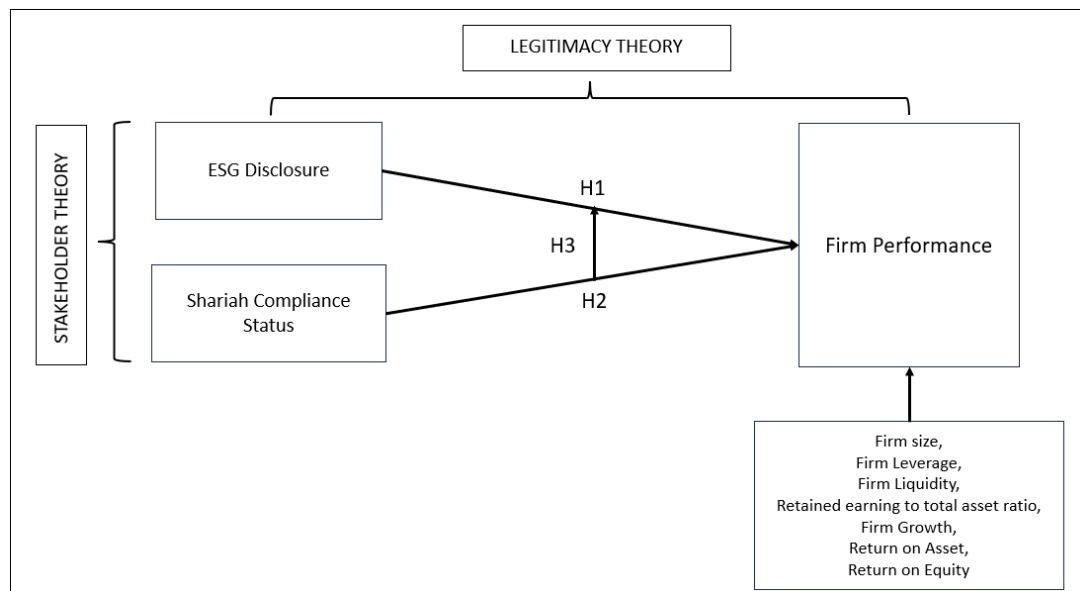 LEGITIMACY THEORY
STAKEHOLDER THEORY
ESG Disclosure
H1
H3
Firm Performance
Shariah Compliance
Status
H2
Firm size,
Firm Leverage,
Firm Liquidity,
Retained earning to total asset ratio,
Firm Growth,
Return on Asset,
Return on Equity